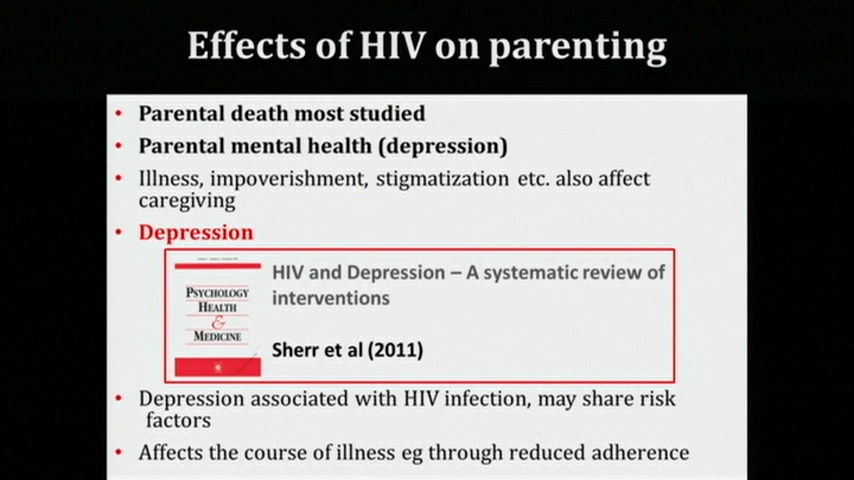 Effects of HIV on parenting
• Parental death most studied
• Parental mental health (depression)
• Illness, impoverishment, stigmatization etc. also affect
caregiving
• Depression
PSYCHOLOGY
HEALTH
&
MEDICINE
HIV and Depression – A systematic review of
interventions
Sherr et al (2011)
• Depression associated with HIV infection, may share risk
factors
• Affects the course of illness eg through reduced adherence